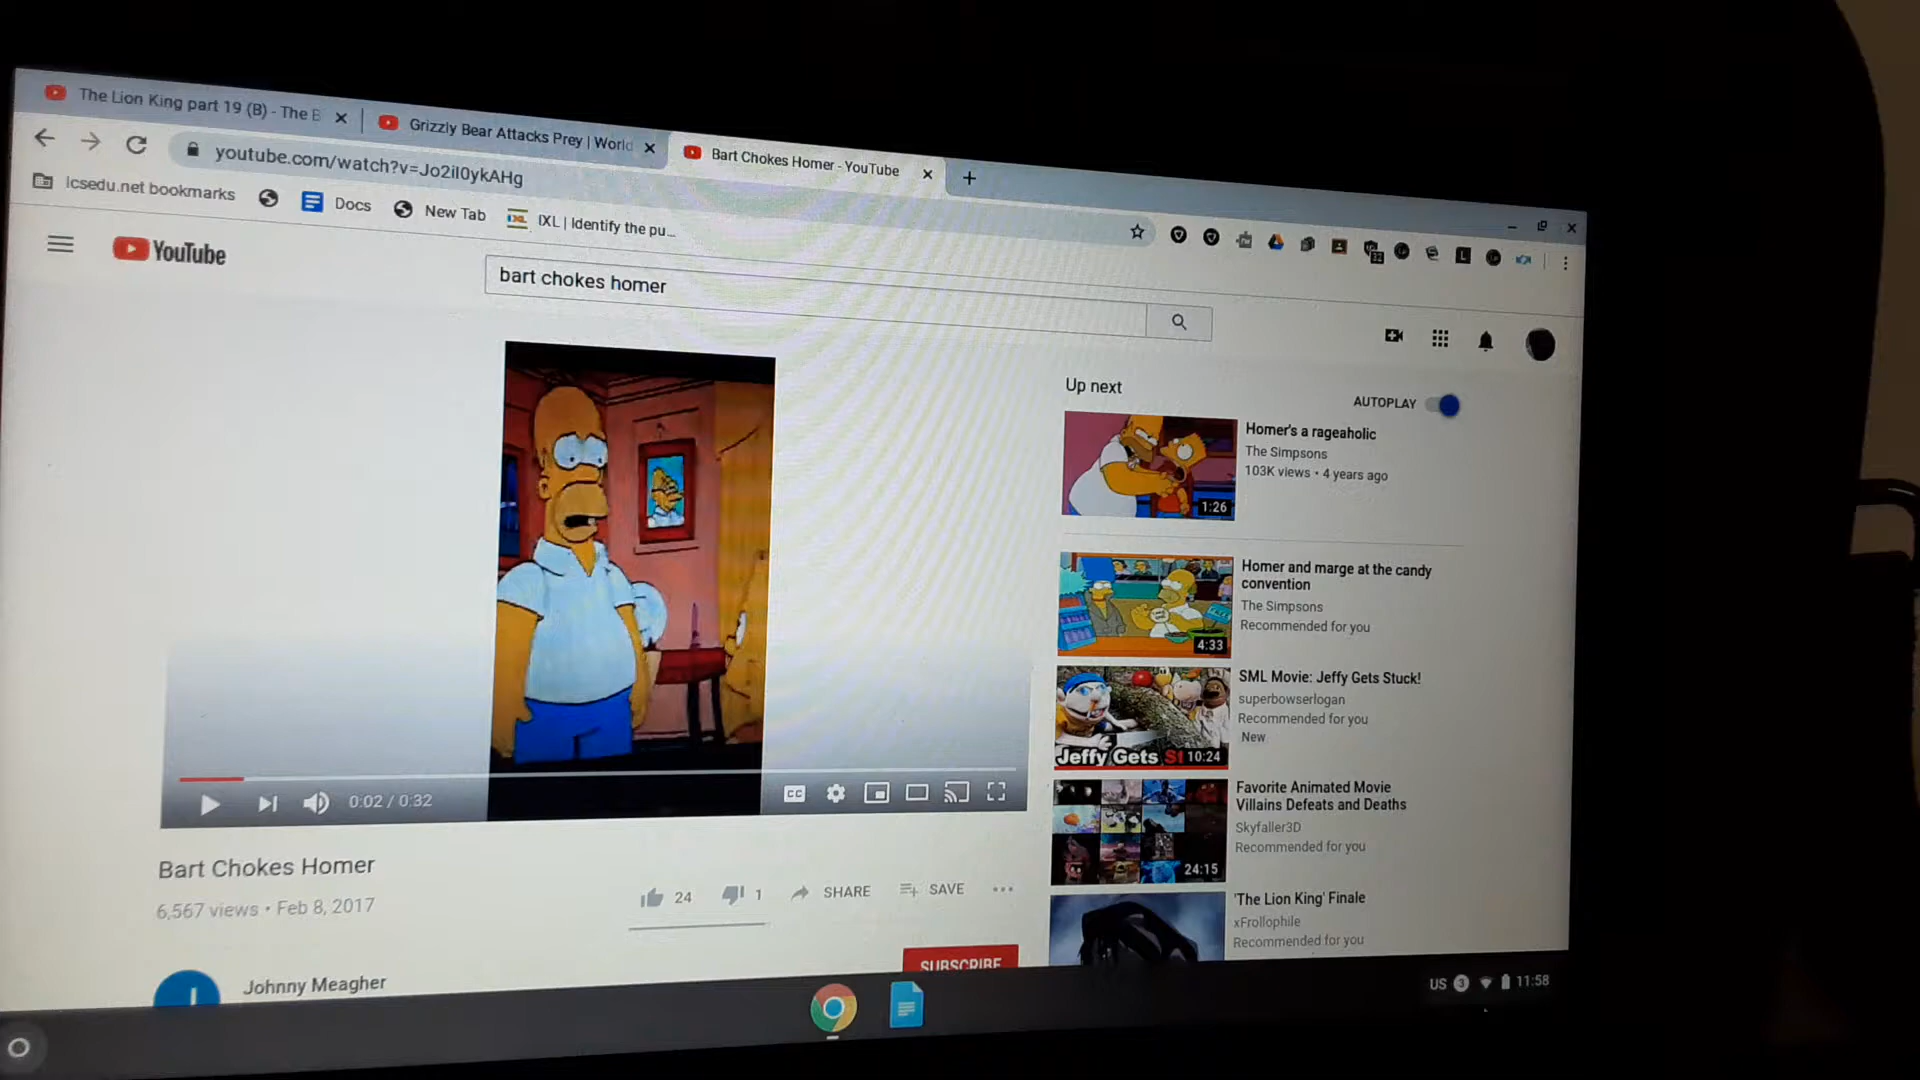 The Lion King part 19 (B) - The B
Grizzly Bear Attacks Prey | World
Bart Chokes Homer - YouTube
youtube.com/watch?v=Jo2iI0ykAHg
lcsedu.net bookmarks
Docs
New Tab
IXL | Identify the pu...
YouTube
bart chokes homer
Up next
AUTOPLAY
Homer's a rageaholic
The Simpsons
103K views • 4 years ago
1:26
Homer and marge at the candy
convention
The Simpsons
Recommended for you
4:33
SML Movie: Jeffy Gets Stuck!
superbowserlogan
Recommended for you
New
Jeffy Gets St
10:24
Favorite Animated Movie
Villains Defeats and Deaths
Skyfaller3D
Recommended for you
24:15
'The Lion King' Finale
xFrollophile
Recommended for you
0:02 / 0:32
CC
Bart Chokes Homer
6,567 views • Feb 8, 2017
24
1
SHARE
SAVE
SUBSCRIBE
Johnny Meagher
US
3
11:58